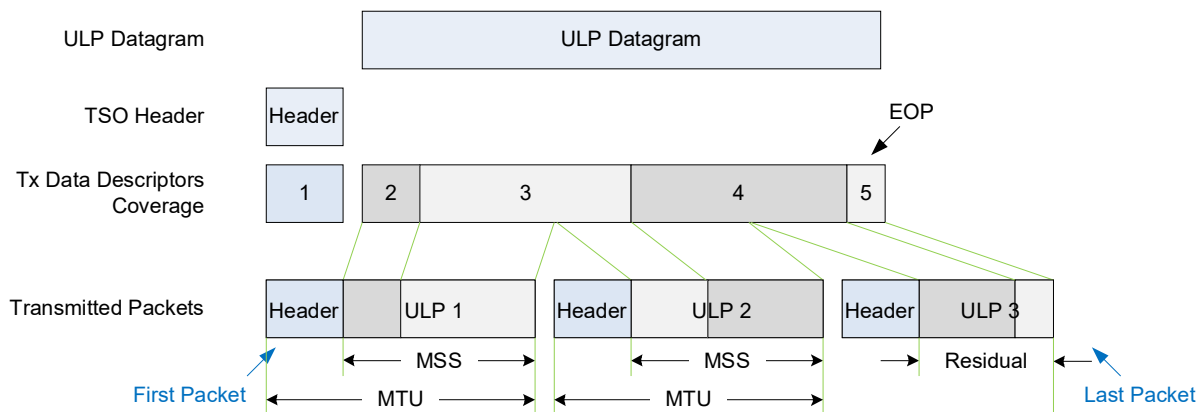 ULP Datagram
ULP Datagram
TSO Header
Header
EOP
Tx Data Descriptors
Coverage
1
2
3
4
5
Transmitted Packets
Header
ULP 1
Header
ULP 2
Header
ULP 3
MSS
MSS
Residual
First Packet
MTU
MTU
Last Packet